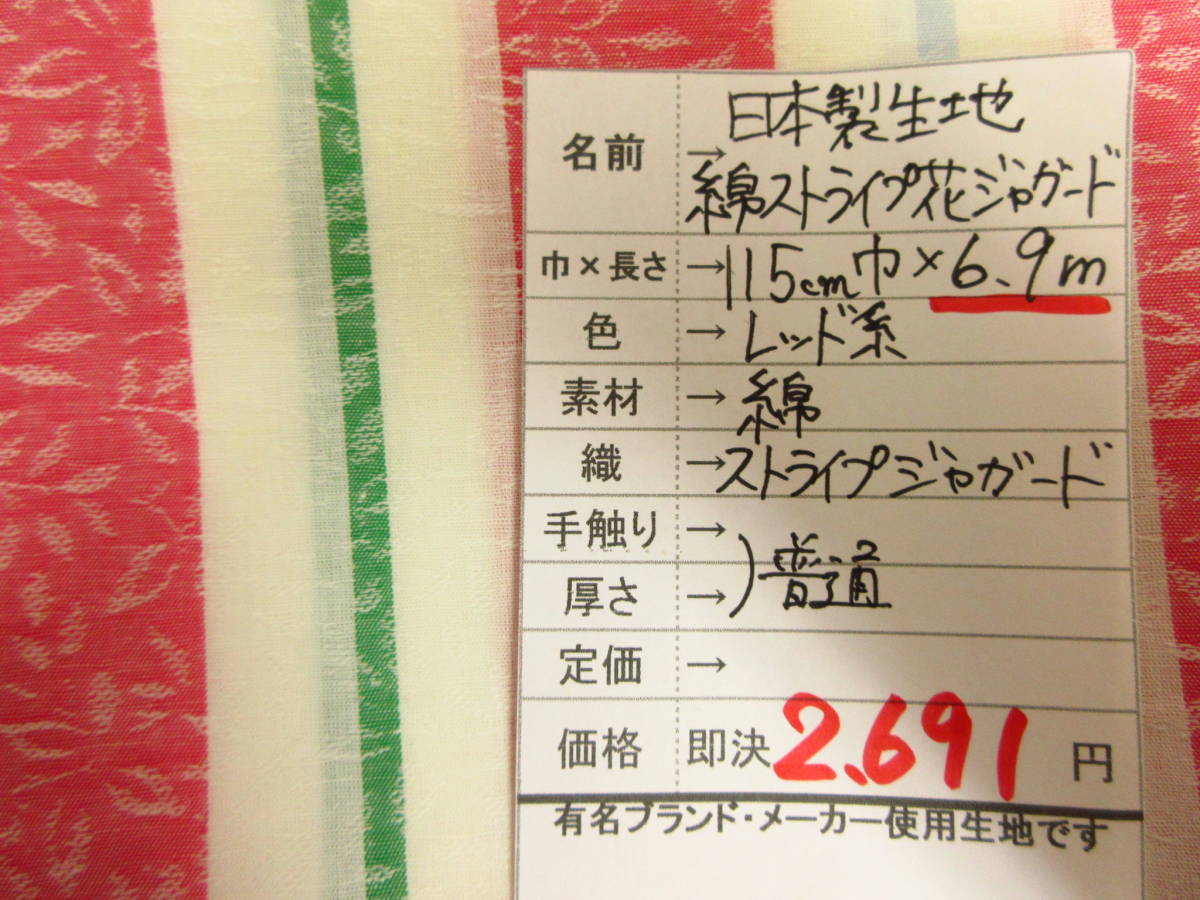 名前 → 日本製生地
綿ストライプ花ジャガード
巾×長さ → 115cm巾×6.9m
色 → レッド系
素材 → 綿
織 → ストライプジャガード
手触り →
厚さ → )普通
定価 →
価格 即決 2.691 円
有名ブランド・メーカー使用生地です